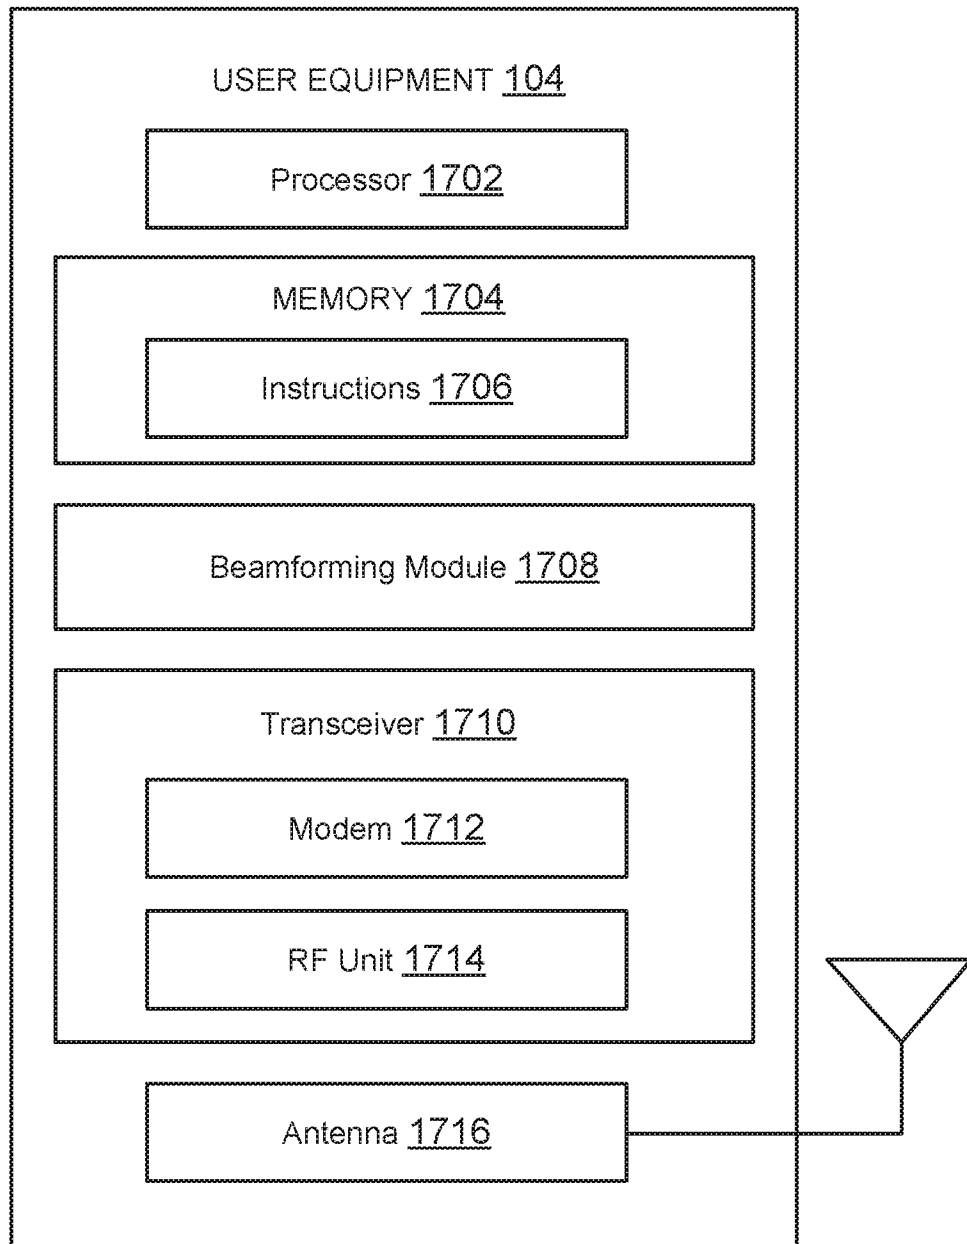 USER EQUIPMENT 104
Processor 1702
MEMORY 1704
Instructions 1706
Beamforming Module 1708
Transceiver 1710
Modem 1712
RF Unit 1714
Antenna 1716